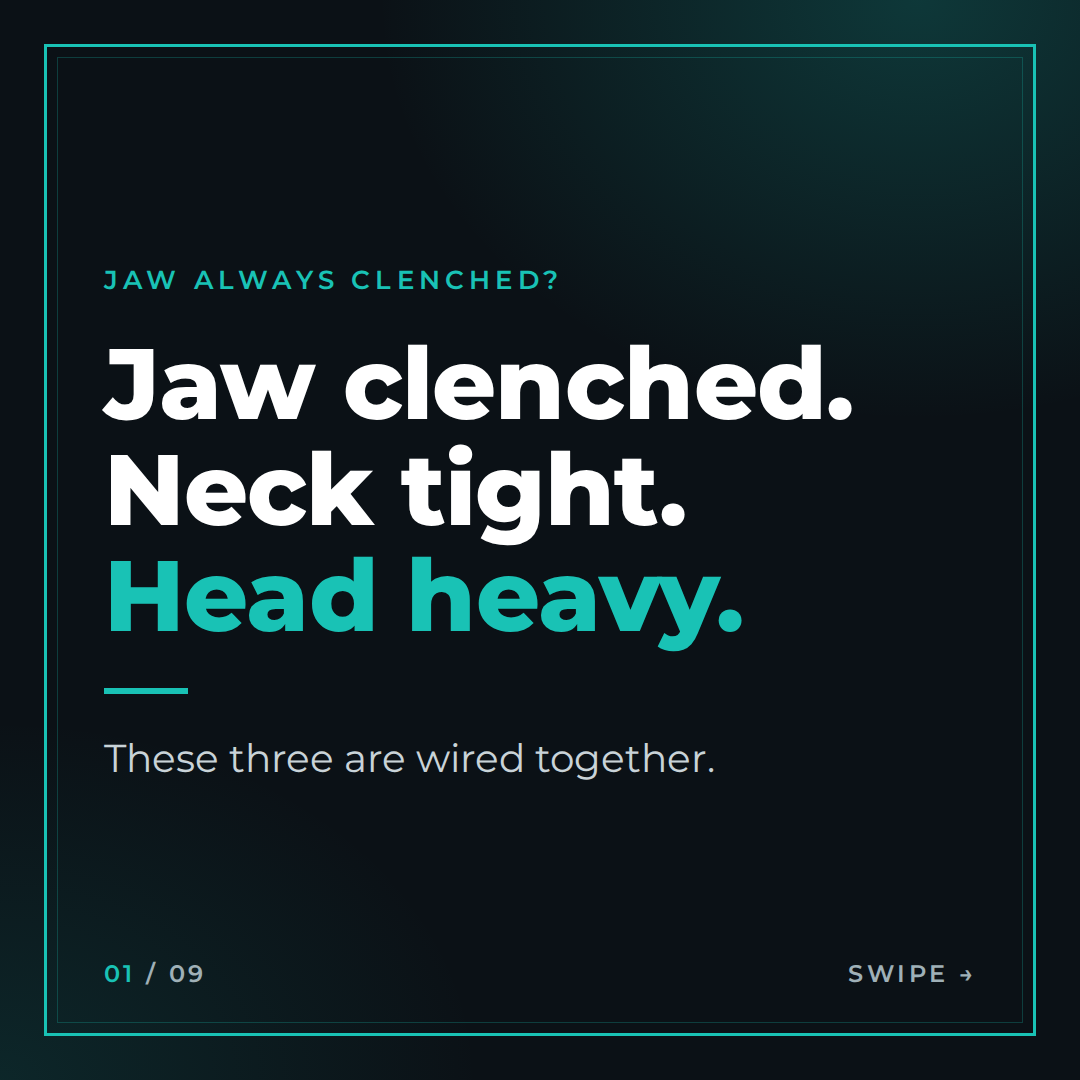 JAW ALWAYS CLENCHED?
Jaw clenched.
Neck tight.
Head heavy.
These three are wired together.
01 / 09
SWIPE →